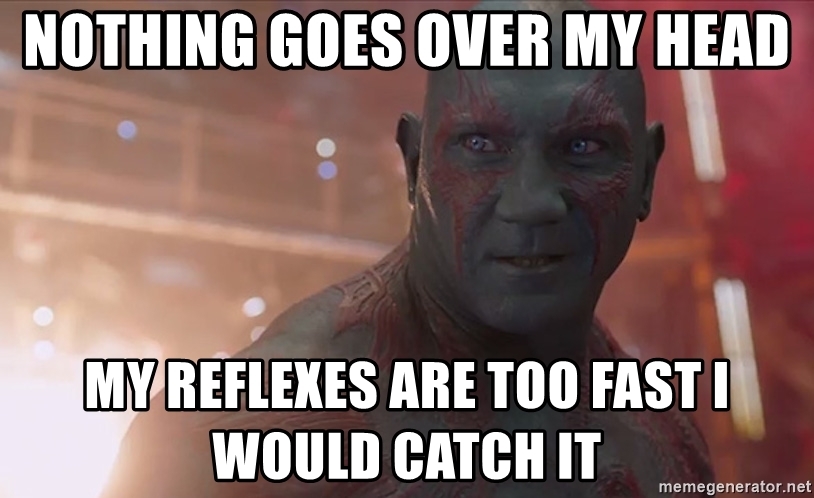 NOTHING GOES OVER MY HEAD
MY REFLEXES ARE TOO FAST I
WOULD CATCH IT
memegenerator.net